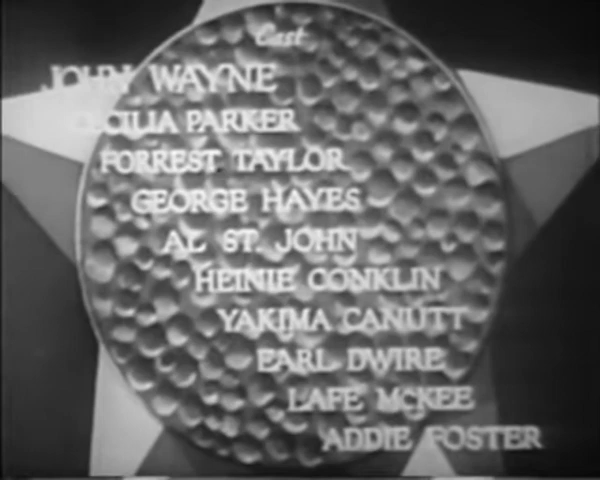 Cast
JOHN WAYNE
CECILIA PARKER
FORREST TAYLOR
GEORGE HAYES
AL ST. JOHN
HEINIE CONKLIN
YAKIMA CANUTT
EARL DWIRE
LAFE McKEE
ADDIE FOSTER